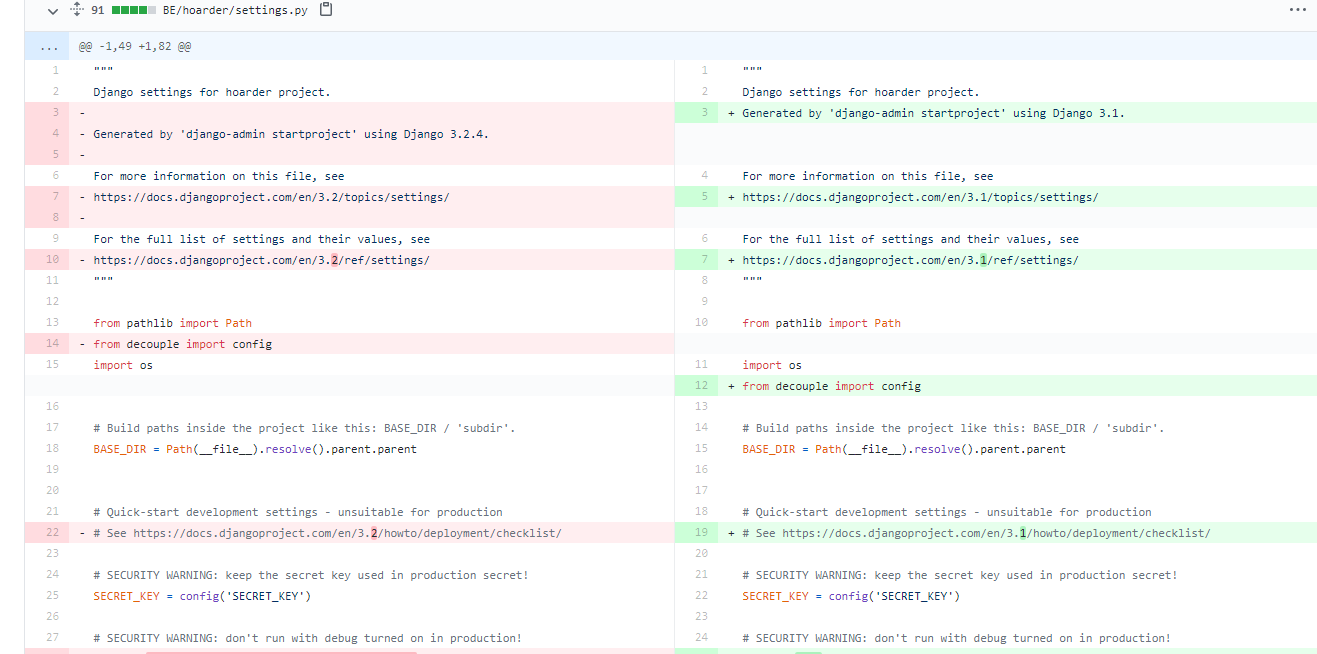 91 BE/hoarder/settings.py ...
... @@ -1,49 +1,82 @@
1 """
2 Django settings for hoarder project.
3 -
4 - Generated by 'django-admin startproject' using Django 3.2.4.
5 -
6 For more information on this file, see
7 - https://docs.djangoproject.com/en/3.2/topics/settings/
8 -
9 For the full list of settings and their values, see
10 - https://docs.djangoproject.com/en/3.2/ref/settings/
11 """
12
13 from pathlib import Path
14 - from decouple import config
15 import os
16
17 # Build paths inside the project like this: BASE_DIR / 'subdir'.
18 BASE_DIR = Path(__file__).resolve().parent.parent
19
20
21 # Quick-start development settings - unsuitable for production
22 - # See https://docs.djangoproject.com/en/3.2/howto/deployment/checklist/
23
24 # SECURITY WARNING: keep the secret key used in production secret!
25 SECRET_KEY = config('SECRET_KEY')
26
27 # SECURITY WARNING: don't run with debug turned on in production!
1 """
2 Django settings for hoarder project.
3 + Generated by 'django-admin startproject' using Django 3.1.
4 For more information on this file, see
5 + https://docs.djangoproject.com/en/3.1/topics/settings/
6 For the full list of settings and their values, see
7 + https://docs.djangoproject.com/en/3.1/ref/settings/
8 """
9
10 from pathlib import Path
11 import os
12 + from decouple import config
13
14 # Build paths inside the project like this: BASE_DIR / 'subdir'.
15 BASE_DIR = Path(__file__).resolve().parent.parent
16
17
18 # Quick-start development settings - unsuitable for production
19 + # See https://docs.djangoproject.com/en/3.1/howto/deployment/checklist/
20
21 # SECURITY WARNING: keep the secret key used in production secret!
22 SECRET_KEY = config('SECRET_KEY')
23
24 # SECURITY WARNING: don't run with debug turned on in production!